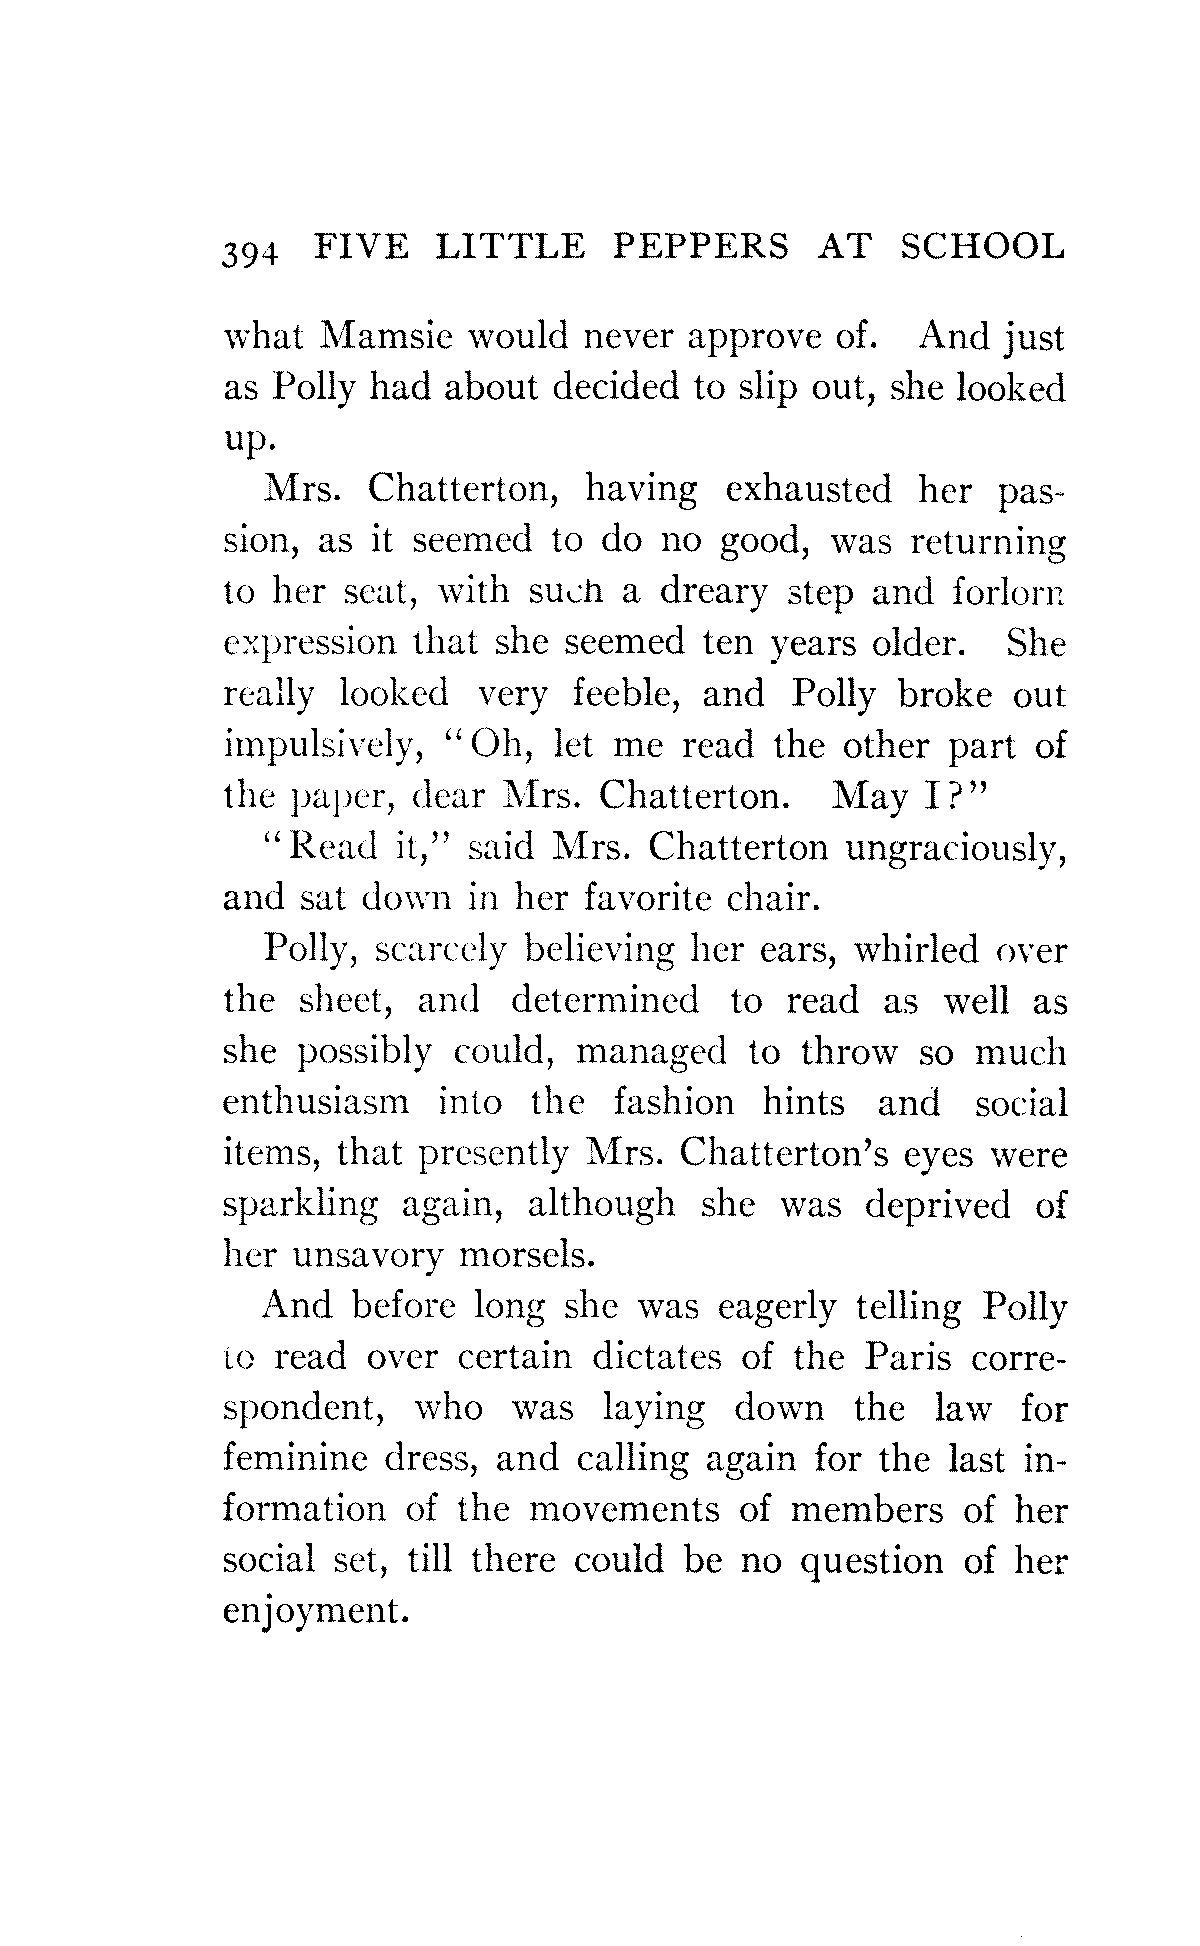 394 FIVE LITTLE PEPPERS AT SCHOOL
what Mamsie would never approve of. And just
as Polly had about decided to slip out, she looked
up.
Mrs. Chatterton, having exhausted her pas-
sion, as it seemed to do no good, was returning
to her seat, with such a dreary step and forlorn
expression that she seemed ten years older. She
really looked very feeble, and Polly broke out
impulsively, "Oh, let me read the other part of
the paper, dear Mrs. Chatterton. May I?"
"Read it," said Mrs. Chatterton ungraciously,
and sat down in her favorite chair.
Polly, scarcely believing her ears, whirled over
the sheet, and determined to read as well as
she possibly could, managed to throw so much
enthusiasm into the fashion hints and social
items, that presently Mrs. Chatterton's eyes were
sparkling again, although she was deprived of
her unsavory morsels.
And before long she was eagerly telling Polly
to read over certain dictates of the Paris corre-
spondent, who was laying down the law for
feminine dress, and calling again for the last in-
formation of the movements of members of her
social set, till there could be no question of her
enjoyment.